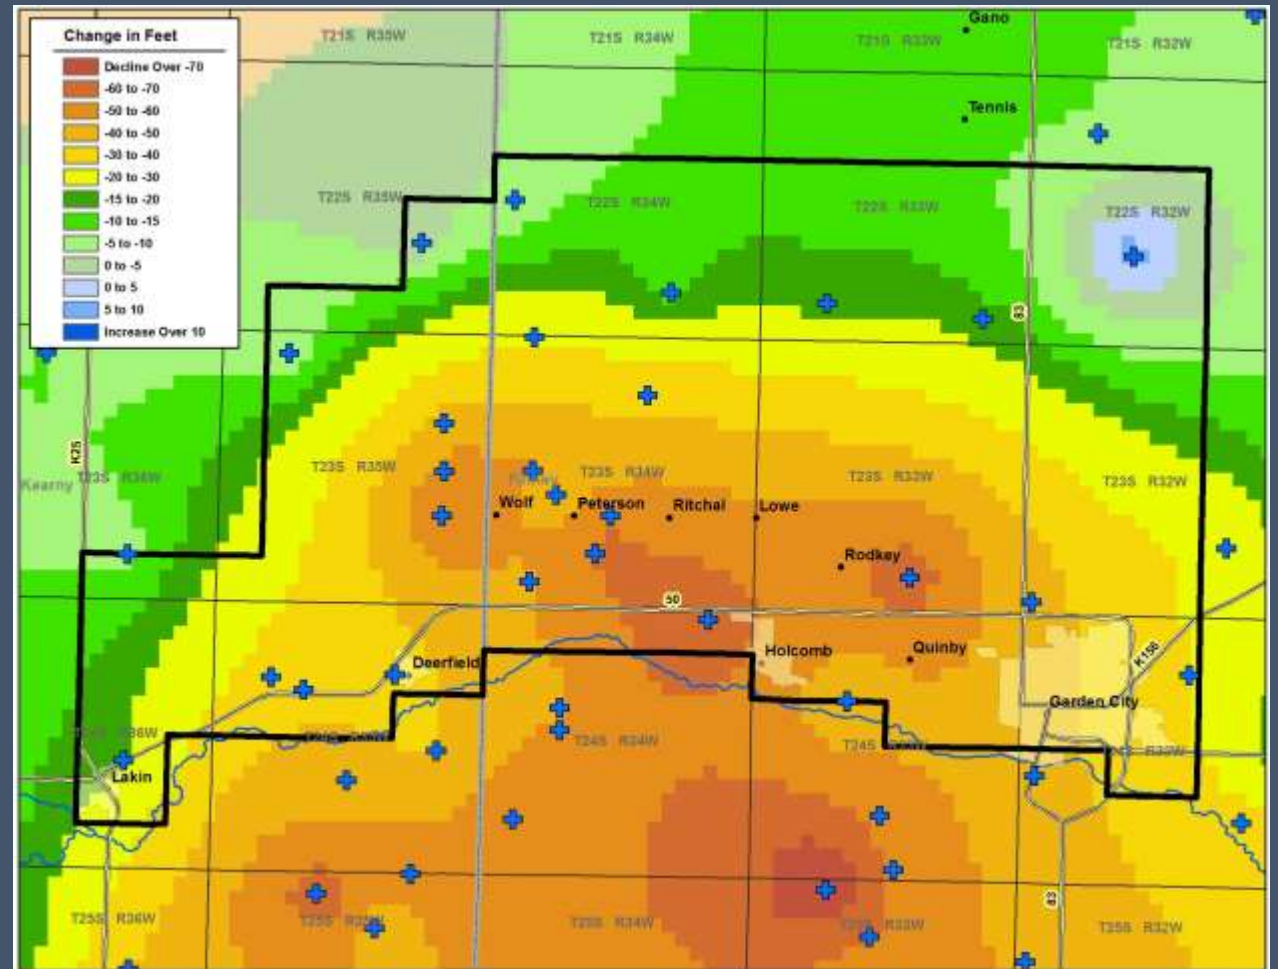 Change in Feet
Decline Over -70
-60 to -70
-50 to -60
-40 to -50
-30 to -40
-20 to -30
-15 to -20
-10 to -15
-5 to -10
0 to -5
0 to 5
5 to 10
Increase Over 10
Gano
T21S R35W
T21S R34W
T21S R33W
T21S R32W
Tennis
T22S R35W
T22S R34W
T22S R33W
T22S R32W
83
K25
Kearny
T23S R36W
T23S R35W
T23S R34W
T23S R33W
T23S R32W
Wolf
Peterson
Ritchal
Lowe
Rodkey
50
Deerfield
Holcomb
Quinby
K156
Garden City
R36W
T24S R34W
T24S
R32W
Lakin
83
T25S R36W
T25S
T25S R34W
R33W
T25S R32W